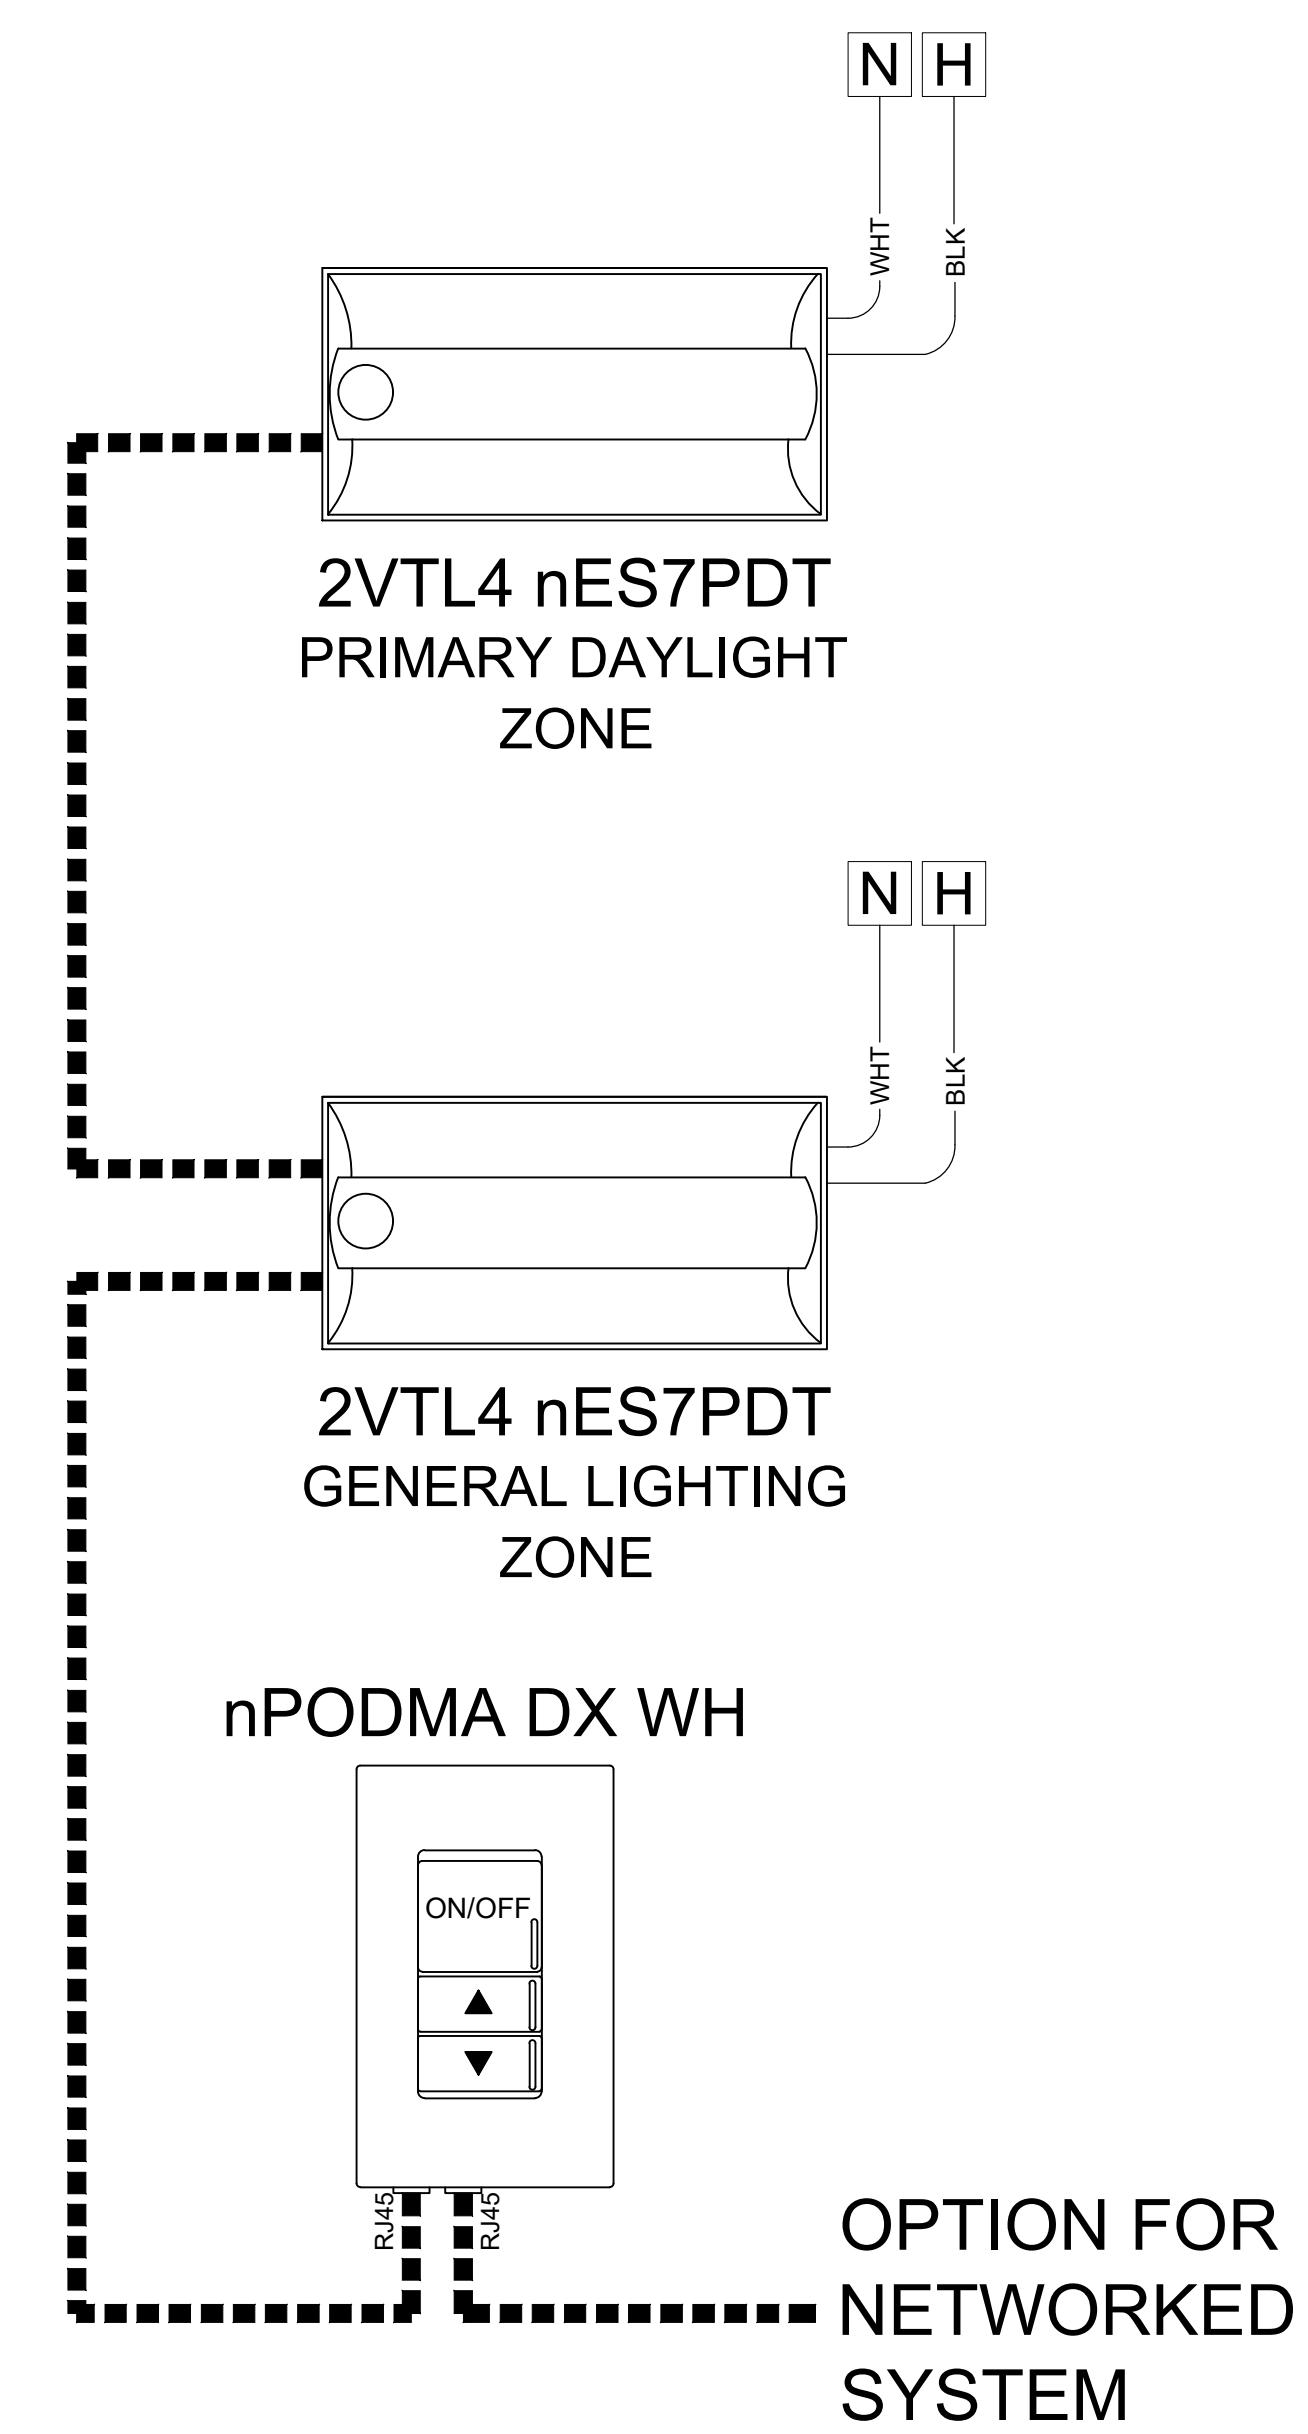 N H
WHT
BLK
2VTL4 nES7PDT
PRIMARY DAYLIGHT
ZONE
N H
WHT
BLK
2VTL4 nES7PDT
GENERAL LIGHTING
ZONE
nPODMA DX WH
ON/OFF
RJ45
RJ45
OPTION FOR
NETWORKED
SYSTEM